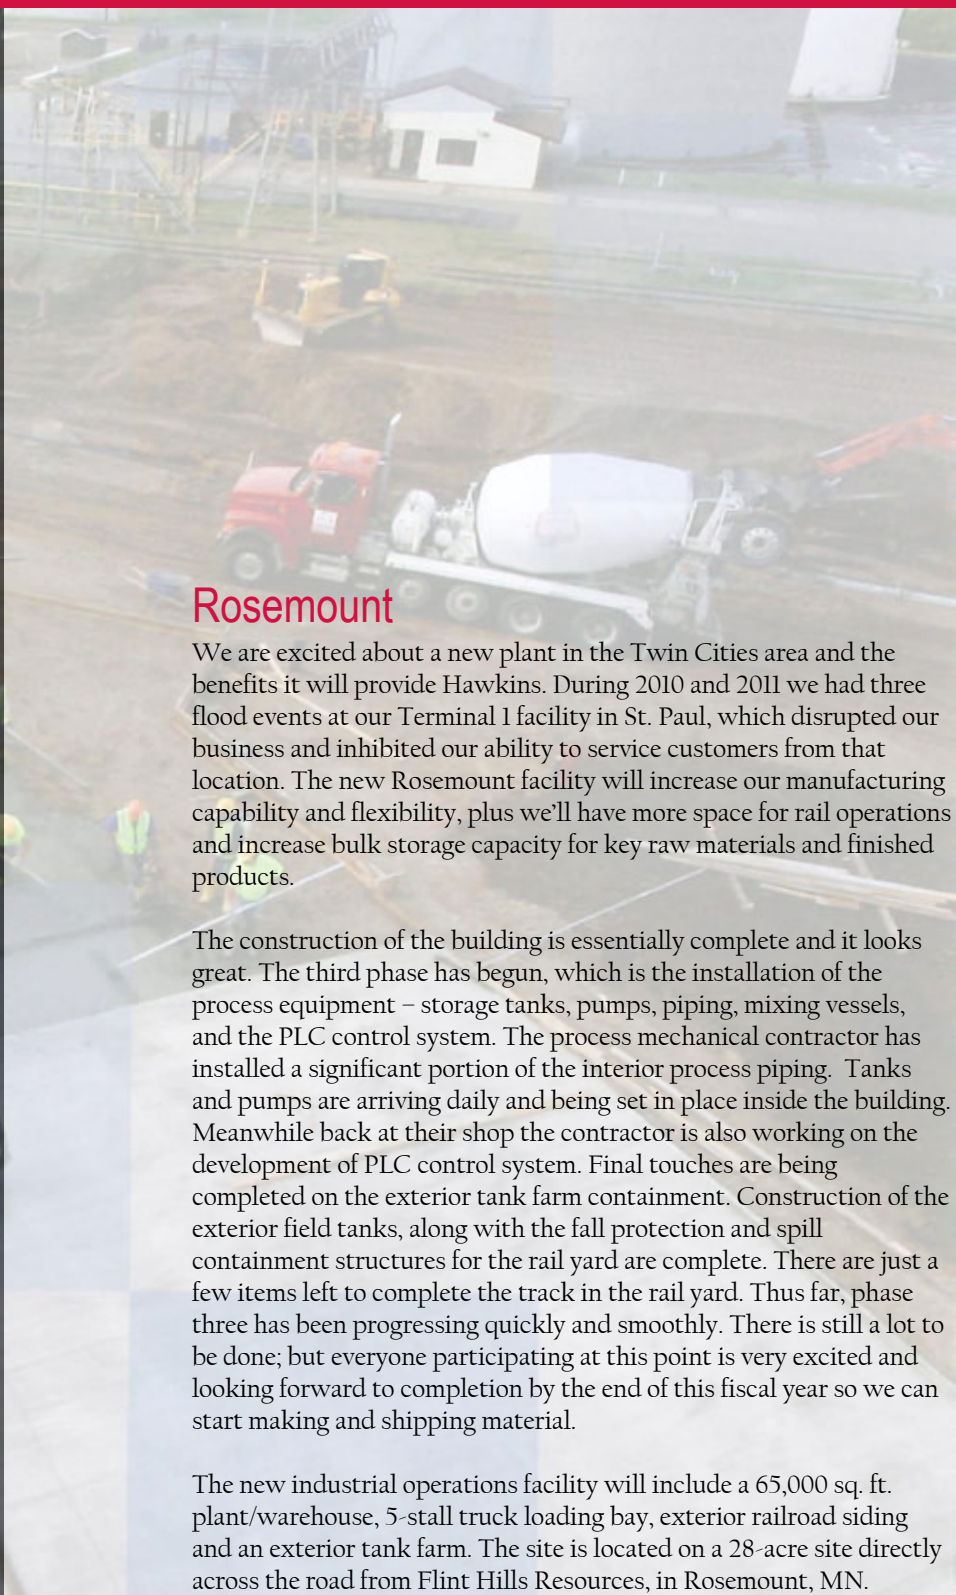 Rosemount
We are excited about a new plant in the Twin Cities area and the
benefits it will provide Hawkins. During 2010 and 2011 we had three
flood events at our Terminal 1 facility in St. Paul, which disrupted our
business and inhibited our ability to service customers from that
location. The new Rosemount facility will increase our manufacturing
capability and flexibility, plus we’ll have more space for rail operations
and increase bulk storage capacity for key raw materials and finished
products.
The construction of the building is essentially complete and it looks
great. The third phase has begun, which is the installation of the
process equipment – storage tanks, pumps, piping, mixing vessels,
and the PLC control system. The process mechanical contractor has
installed a significant portion of the interior process piping.  Tanks
and pumps are arriving daily and being set in place inside the building.
Meanwhile back at their shop the contractor is also working on the
development of PLC control system. Final touches are being
completed on the exterior tank farm containment. Construction of the
exterior field tanks, along with the fall protection and spill
containment structures for the rail yard are complete. There are just a
few items left to complete the track in the rail yard. Thus far, phase
three has been progressing quickly and smoothly. There is still a lot to
be done; but everyone participating at this point is very excited and
looking forward to completion by the end of this fiscal year so we can
start making and shipping material.
The new industrial operations facility will include a 65,000 sq. ft.
plant/warehouse, 5-stall truck loading bay, exterior railroad siding
and an exterior tank farm. The site is located on a 28-acre site directly
across the road from Flint Hills Resources, in Rosemount, MN.